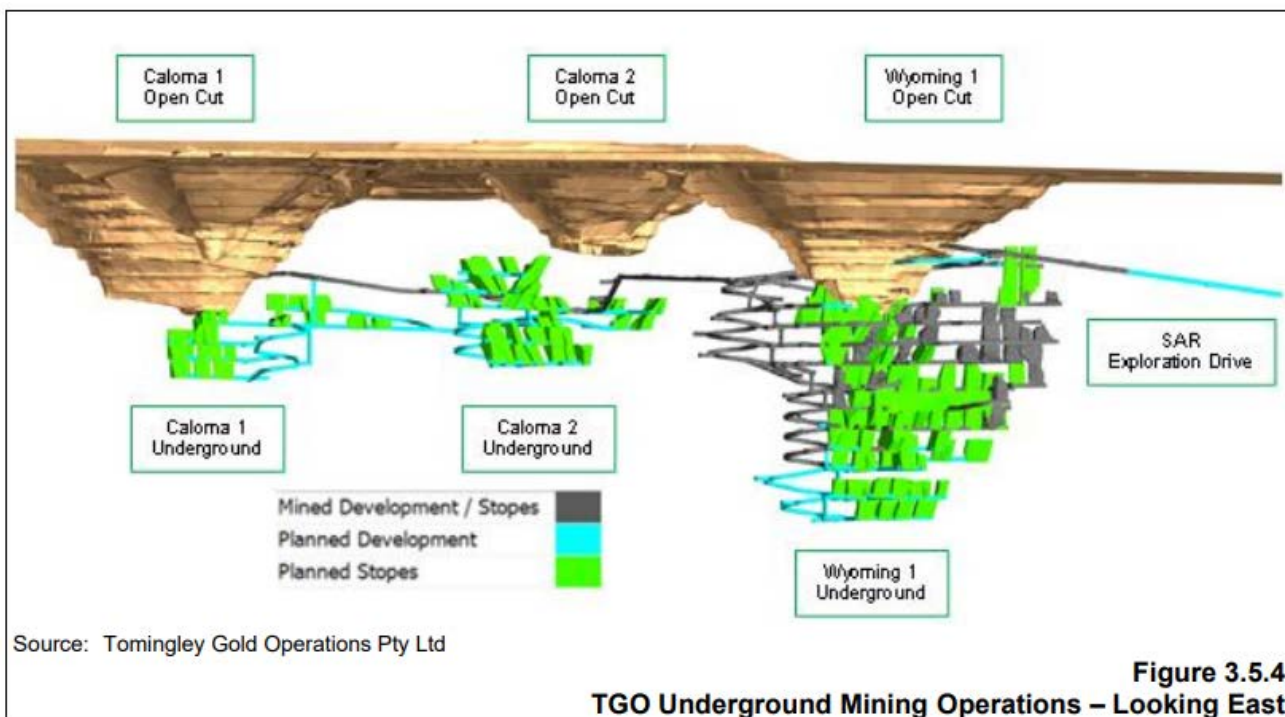 Caloma 1
Open Cut
Caloma 2
Open Cut
Wyoming 1
Open Cut
SAR
Exploration Drive
Caloma 1
Underground
Caloma 2
Underground
Mined Development / Stopes
Planned Development
Planned Stopes
Wyoming 1
Underground
Source: Tomingley Gold Operations Pty Ltd
Figure 3.5.4
TGO Underground Mining Operations – Looking East